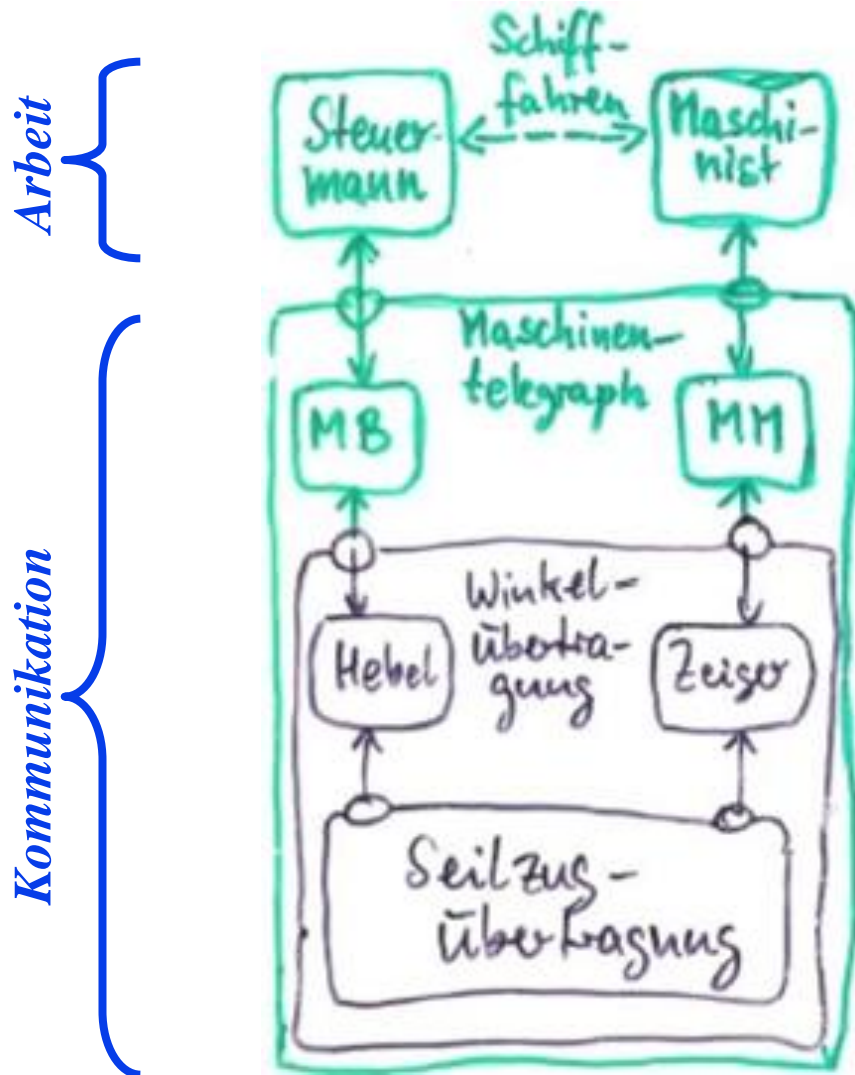 Arbeit
Schiff-
fahren
Steuer-
mann
Maschi-
nist
Kommunikation
Maschinen-
telegraph
MB
MM
Winkel-
übertra-
gung
Hebel
Zeiger
Seilzug-
übertragung